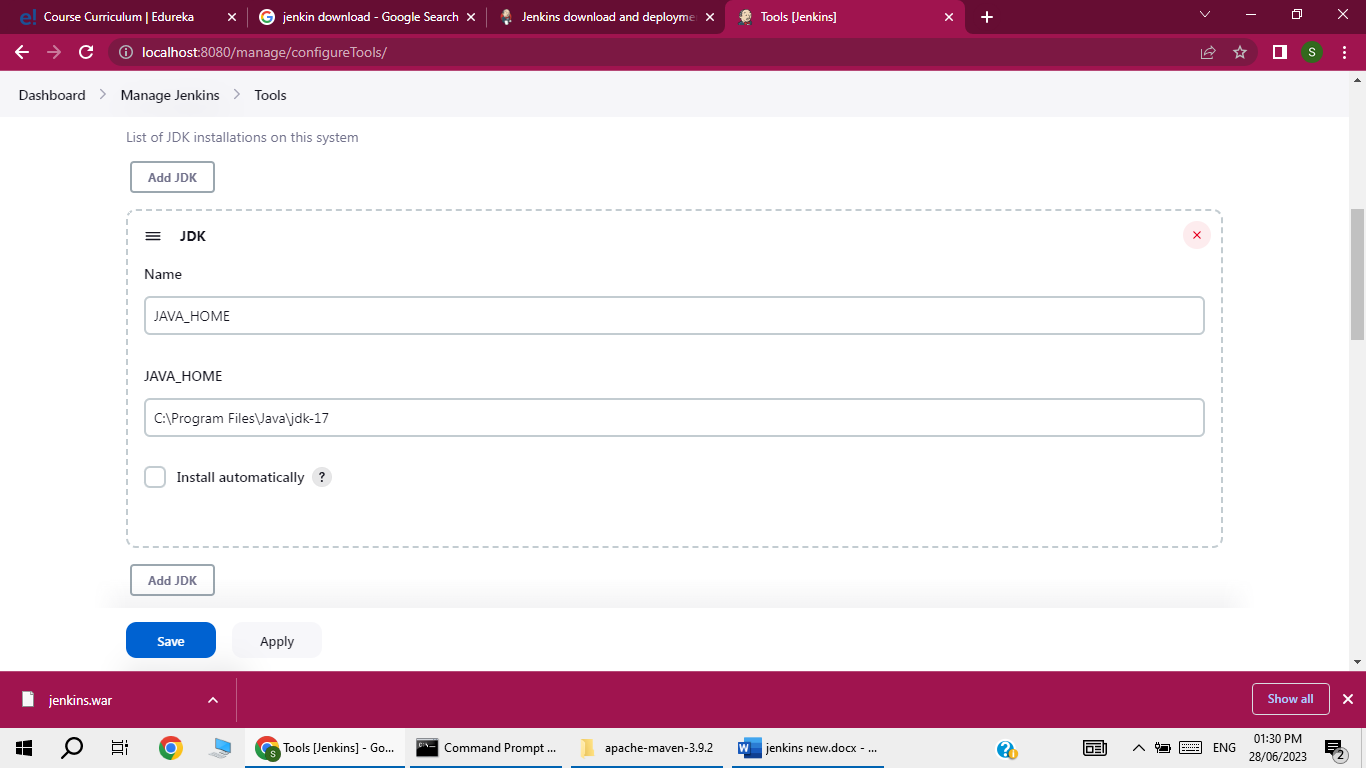 e! Course Curriculum | Edureka
jenkin download - Google Search
Jenkins download and deployme
Tools [Jenkins]
localhost:8080/manage/configureTools/
S
Dashboard > Manage Jenkins > Tools
List of JDK installations on this system
Add JDK
JDK
Name
JAVA_HOME
JAVA_HOME
C:\Program Files\Java\jdk-17
Install automatically ?
Add JDK
Save Apply
jenkins.war
Show all
Tools [Jenkins] - Go...
Command Prompt ...
apache-maven-3.9.2
jenkins new.docx - ...
ENG
01:30 PM
28/06/2023
2